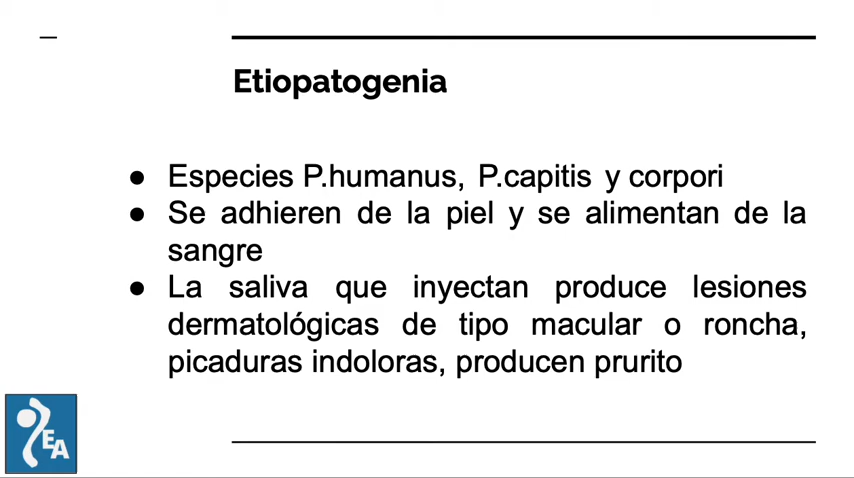 Etiopatogenia
● Especies P.humanus, P.capitis y corpori
● Se adhieren de la piel y se alimentan de la
sangre
● La saliva que inyectan produce lesiones
dermatológicas de tipo macular o roncha,
picaduras indoloras, producen prurito
EA